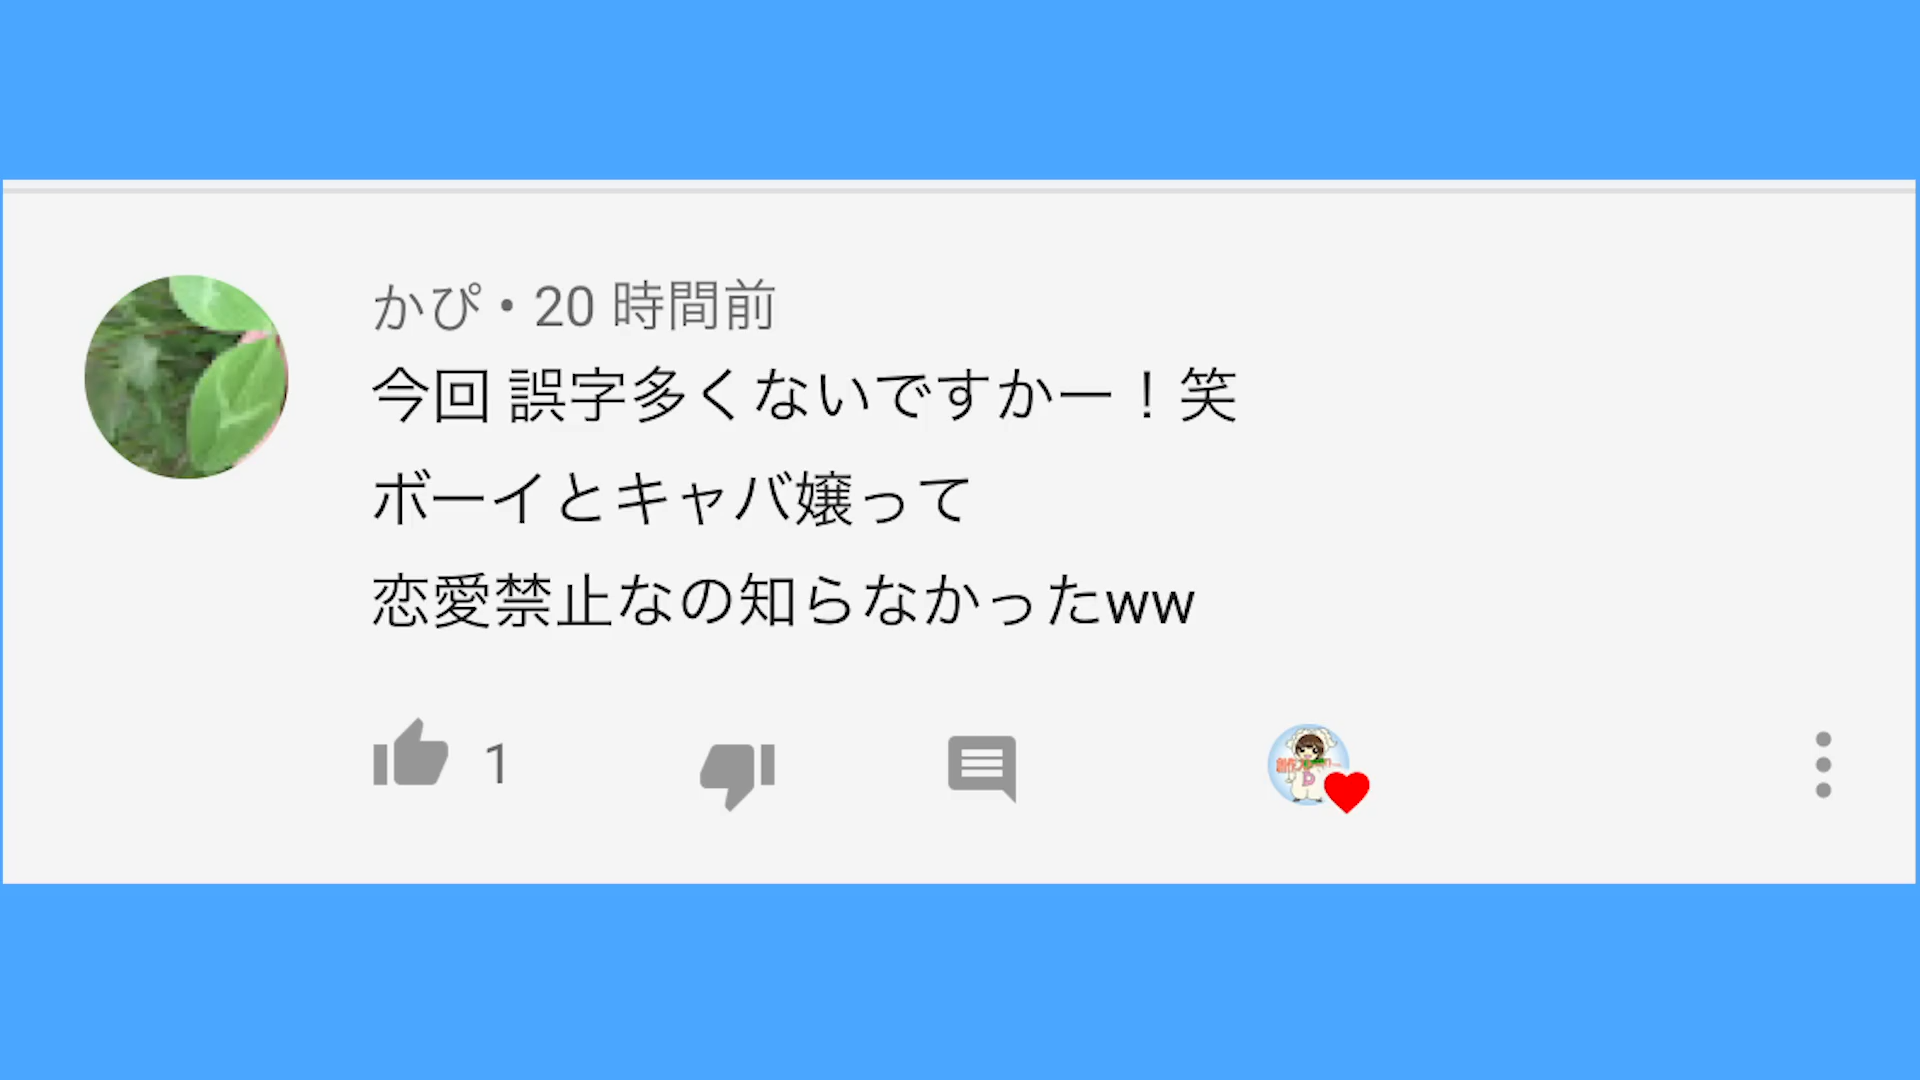 かぴ・20 時間前
今回 誤字多くないですかー！笑
ボーイとキャバ嬢って
恋愛禁止なの知らなかったww
1